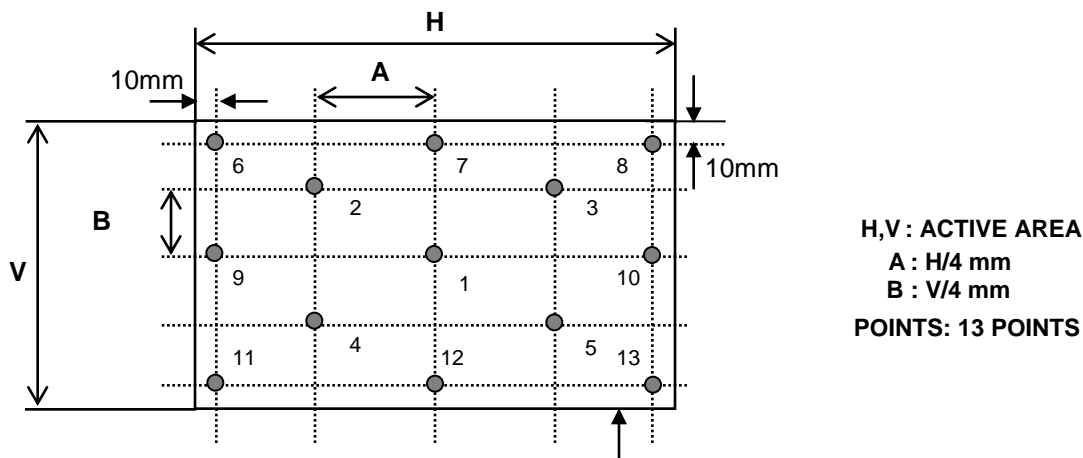 H
A
10mm
6
7
8
10mm
2
3
B
H,V : ACTIVE AREA
V
9
1
10
A : H/4 mm
B : V/4 mm
POINTS: 13 POINTS
4
5
11
12
13